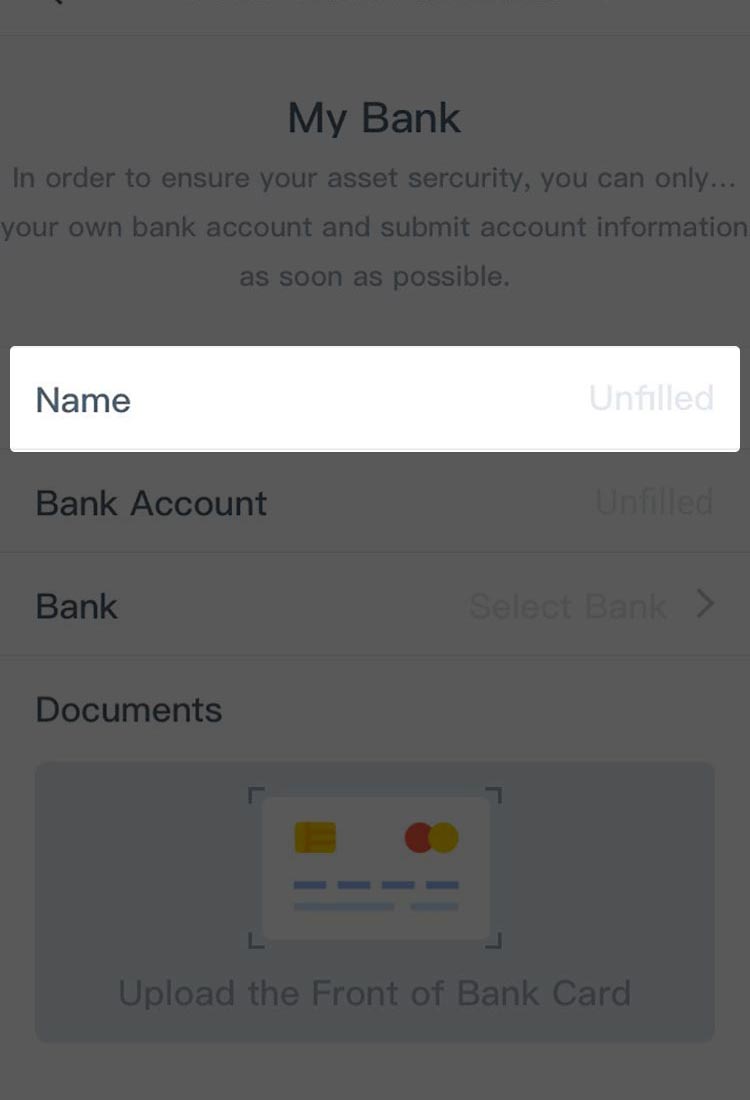 My Bank
In order to ensure your asset sercurity, you can only...
your own bank account and submit account information
as soon as possible.
Name Unfilled
Bank Account Unfilled
Bank Select Bank
Documents
Upload the Front of Bank Card